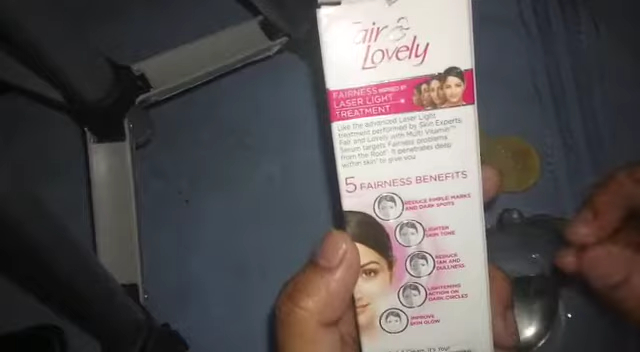 Fair &
Lovely
FAIRNESS INSPIRED BY
LASER LIGHT
TREATMENT
Like the advanced Laser Light
treatment performed by Skin Experts,
Fair and Lovely with Multi Vitamin™
Serum targets Fairness problems
from the Root. It penetrates deep
within skin to give you
5 FAIRNESS BENEFITS
REDUCE PIMPLE MARKS
AND DARK SPOTS
LIGHTEN
SKIN TONE
REDUCE
TAN AND
DULLNESS
LIGHTENING
ACTION ON
DARK CIRCLES
IMPROVE
SKIN GLOW